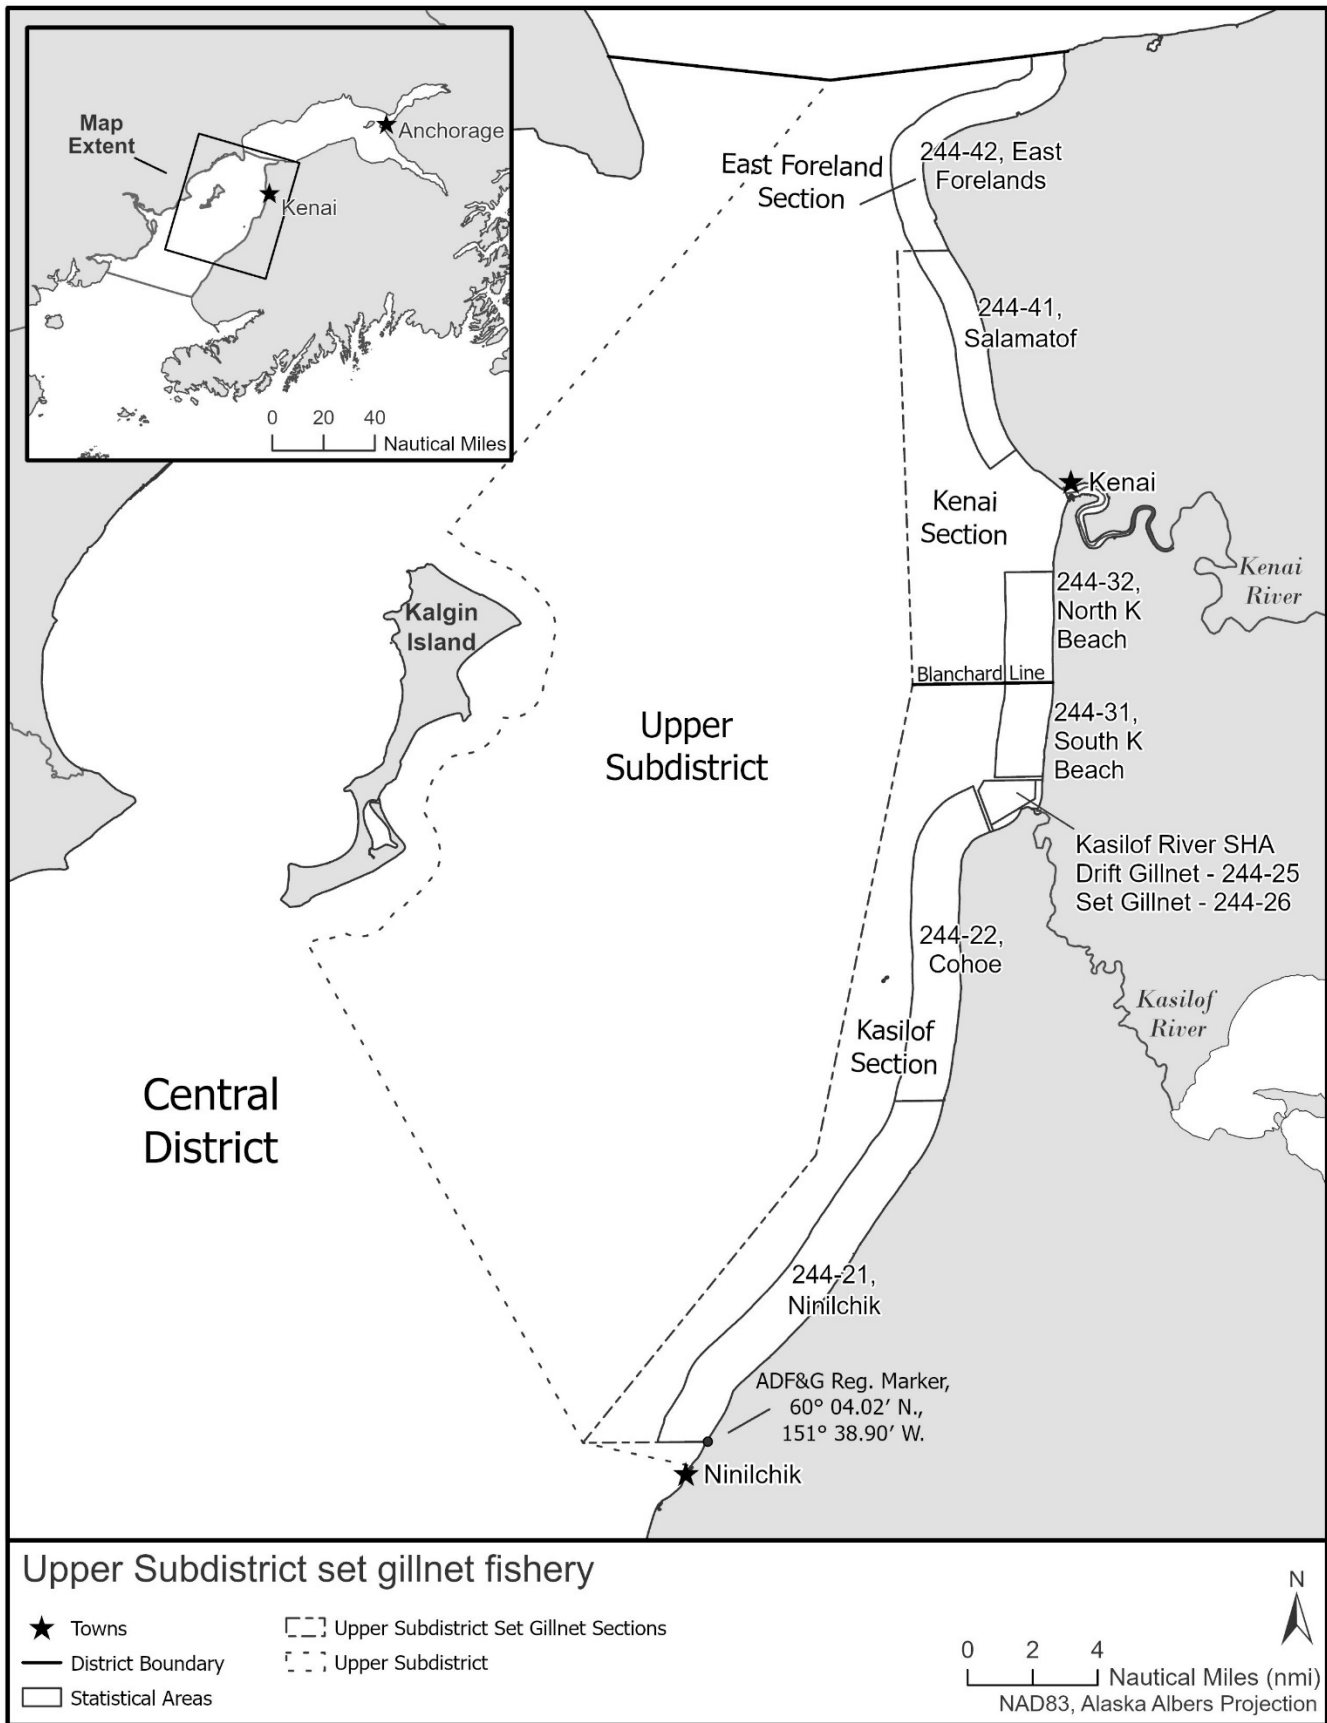 Map
Extent
Anchorage
Kenai
0 20 40
Nautical Miles
East Foreland
Section
244-42, East
Forelands
244-41,
Salamatof
Kenai
Kenai
Section
Kenai
River
244-32,
North K
Beach
Kalgin
Island
Blanchard Line
Upper
Subdistrict
244-31,
South K
Beach
Kasilof River SHA
Drift Gillnet - 244-25
Set Gillnet - 244-26
244-22,
Cohoe
Kasilof
River
Kasilof
Section
Central
District
244-21,
Ninilchik
ADF&G Reg. Marker,
60° 04.02' N.,
151° 38.90' W.
Ninilchik
Upper Subdistrict set gillnet fishery
Towns
District Boundary
Statistical Areas
Upper Subdistrict Set Gillnet Sections
Upper Subdistrict
N
0 2 4
Nautical Miles (nmi)
NAD83, Alaska Albers Projection